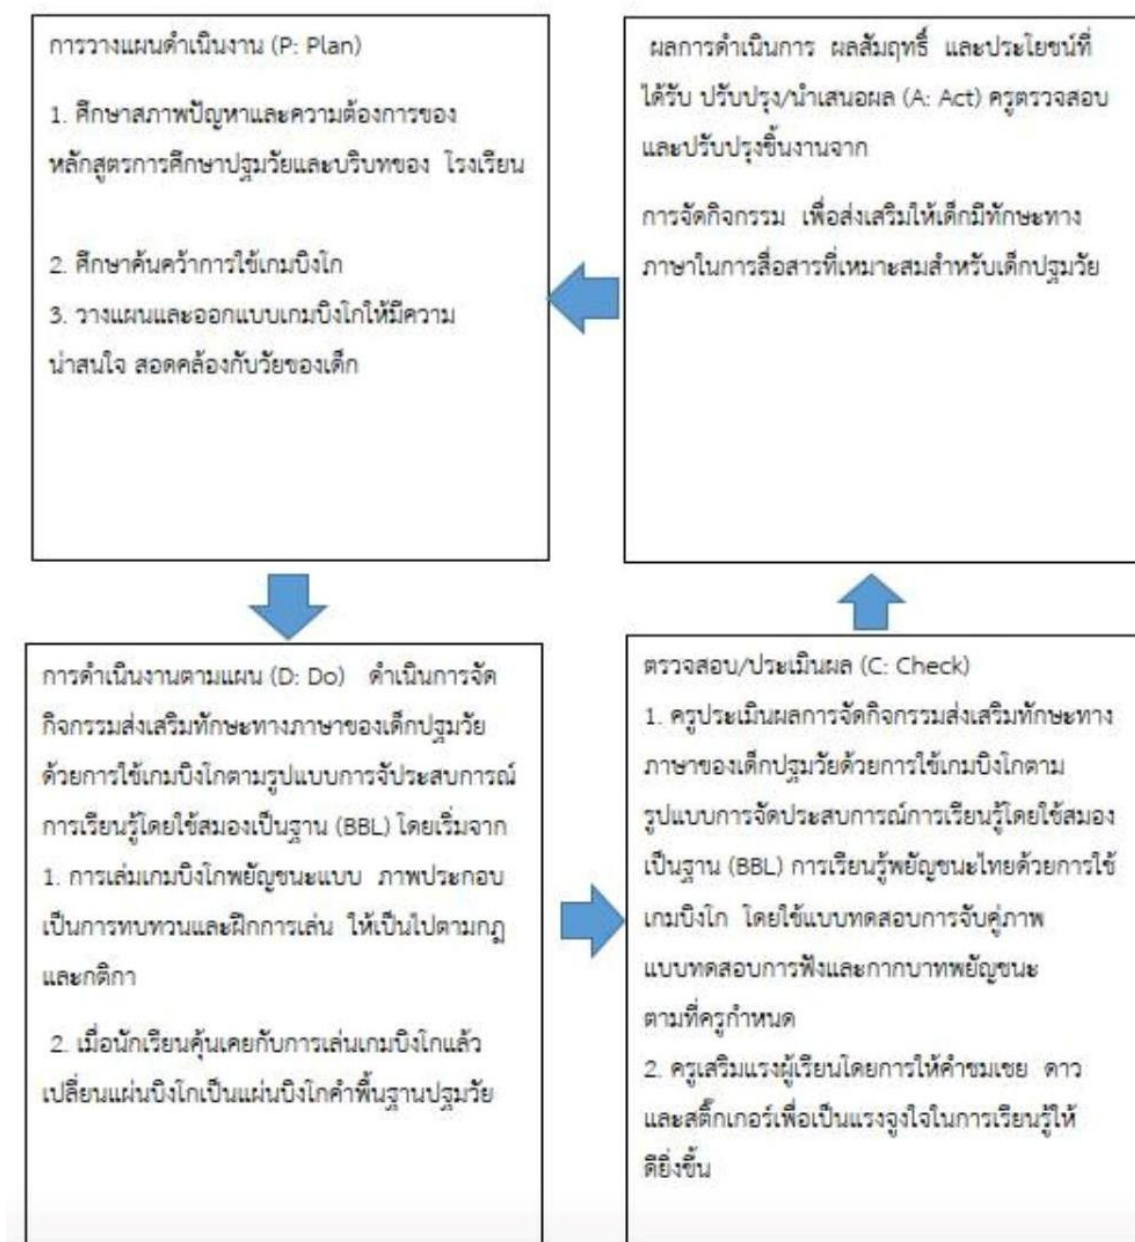 การวางแผนดำเนินงาน (P: Plan)
1. ศึกษาสภาพปัญหาและความต้องการของ
หลักสูตรการศึกษาปฐมวัยและบริบทของ โรงเรียน
2. ศึกษาค้นคว้าการใช้เกมบิงโก
3. วางแผนและออกแบบเกมบิงโกให้มีความ
น่าสนใจ สอดคล้องกับวัยของเด็ก
การดำเนินงานตามแผน (D: Do) ดำเนินการจัด
กิจกรรมส่งเสริมทักษะทางภาษาของเด็กปฐมวัย
ด้วยการใช้เกมบิงโกตามรูปแบบการจัประสบการณ์
การเรียนรู้โดยใช้สมองเป็นฐาน (BBL) โดยเริ่มจาก
1. การเล่มเกมบิงโกพยัญชนะแบบ ภาพประกอบ
เป็นการทบทวนและฝึกการเล่น ให้เป็นไปตามกฎ
และกติกา
2. เมื่อนักเรียนคุ้นเคยกับการเล่นเกมบิงโกแล้ว
เปลี่ยนแผ่นบิงโกเป็นแผ่นบิงโกคำพื้นฐานปฐมวัย
ตรวจสอบ/ประเมินผล (C: Check)
1. ครูประเมินผลการจัดกิจกรรมส่งเสริมทักษะทาง
ภาษาของเด็กปฐมวัยด้วยการใช้เกมบิงโกตาม
รูปแบบการจัดประสบการณ์การเรียนรู้โดยใช้สมอง
เป็นฐาน (BBL) การเรียนรู้พยัญชนะไทยด้วยการใช้
เกมบิงโก โดยใช้แบบทดสอบการจับคู่ภาพ
แบบทดสอบการฟังและกากบาทพยัญชนะ
ตามที่ครูกำหนด
2. ครูเสริมแรงผู้เรียนโดยการให้คำชมเชย ดาว
และสติ๊กเกอร์เพื่อเป็นแรงจูงใจในการเรียนรู้ให้
ดียิ่งขึ้น
ผลการดำเนินการ ผลสัมฤทธิ์ และประโยชน์ที่
ได้รับ ปรับปรุง/นำเสนอผล (A: Act) ครูตรวจสอบ
และปรับปรุงชิ้นงานจาก
การจัดกิจกรรม เพื่อส่งเสริมให้เด็กมีทักษะทาง
ภาษาในการสื่อสารที่เหมาะสมสำหรับเด็กปฐมวัย